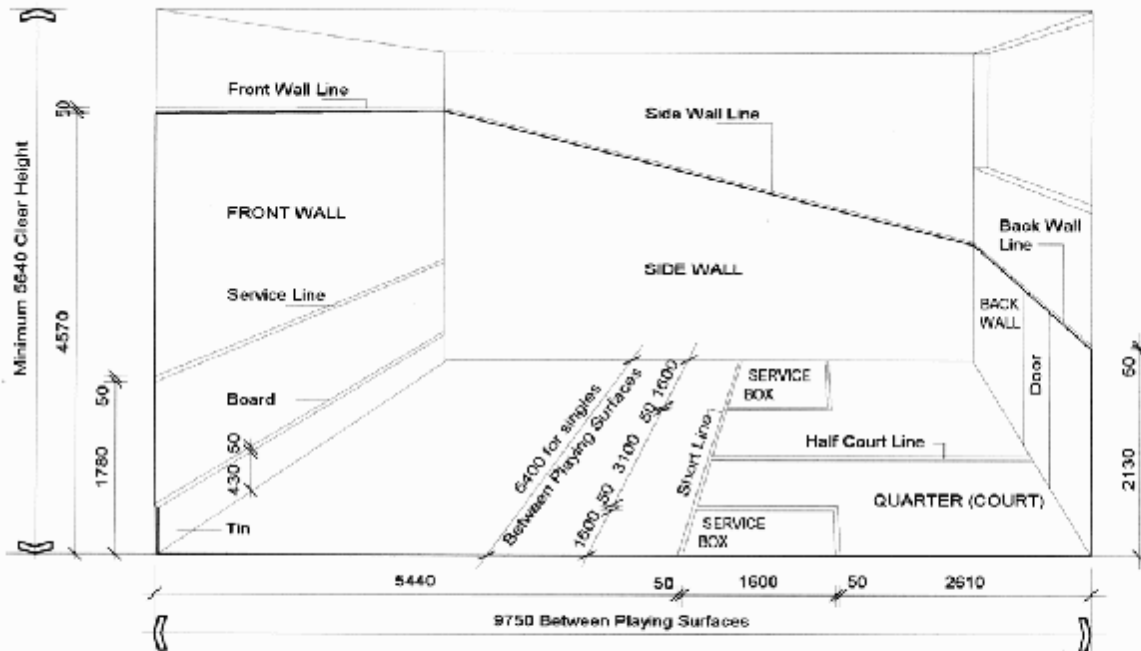 Minimum 5640 Clear Height
50
4570
50
1780
Front Wall Line
FRONT WALL
Service Line
Board
50
430
Tin
Side Wall Line
SIDE WALL
Back Wall
Line
BACK
WALL
Door
50
2130
6400 for singles
Between Playing Surfaces
1600 50 3100 50 1600
Short Line
SERVICE
BOX
Half Court Line
QUARTER (COURT)
SERVICE
BOX
5440 50 1600 50 2610
9750 Between Playing Surfaces